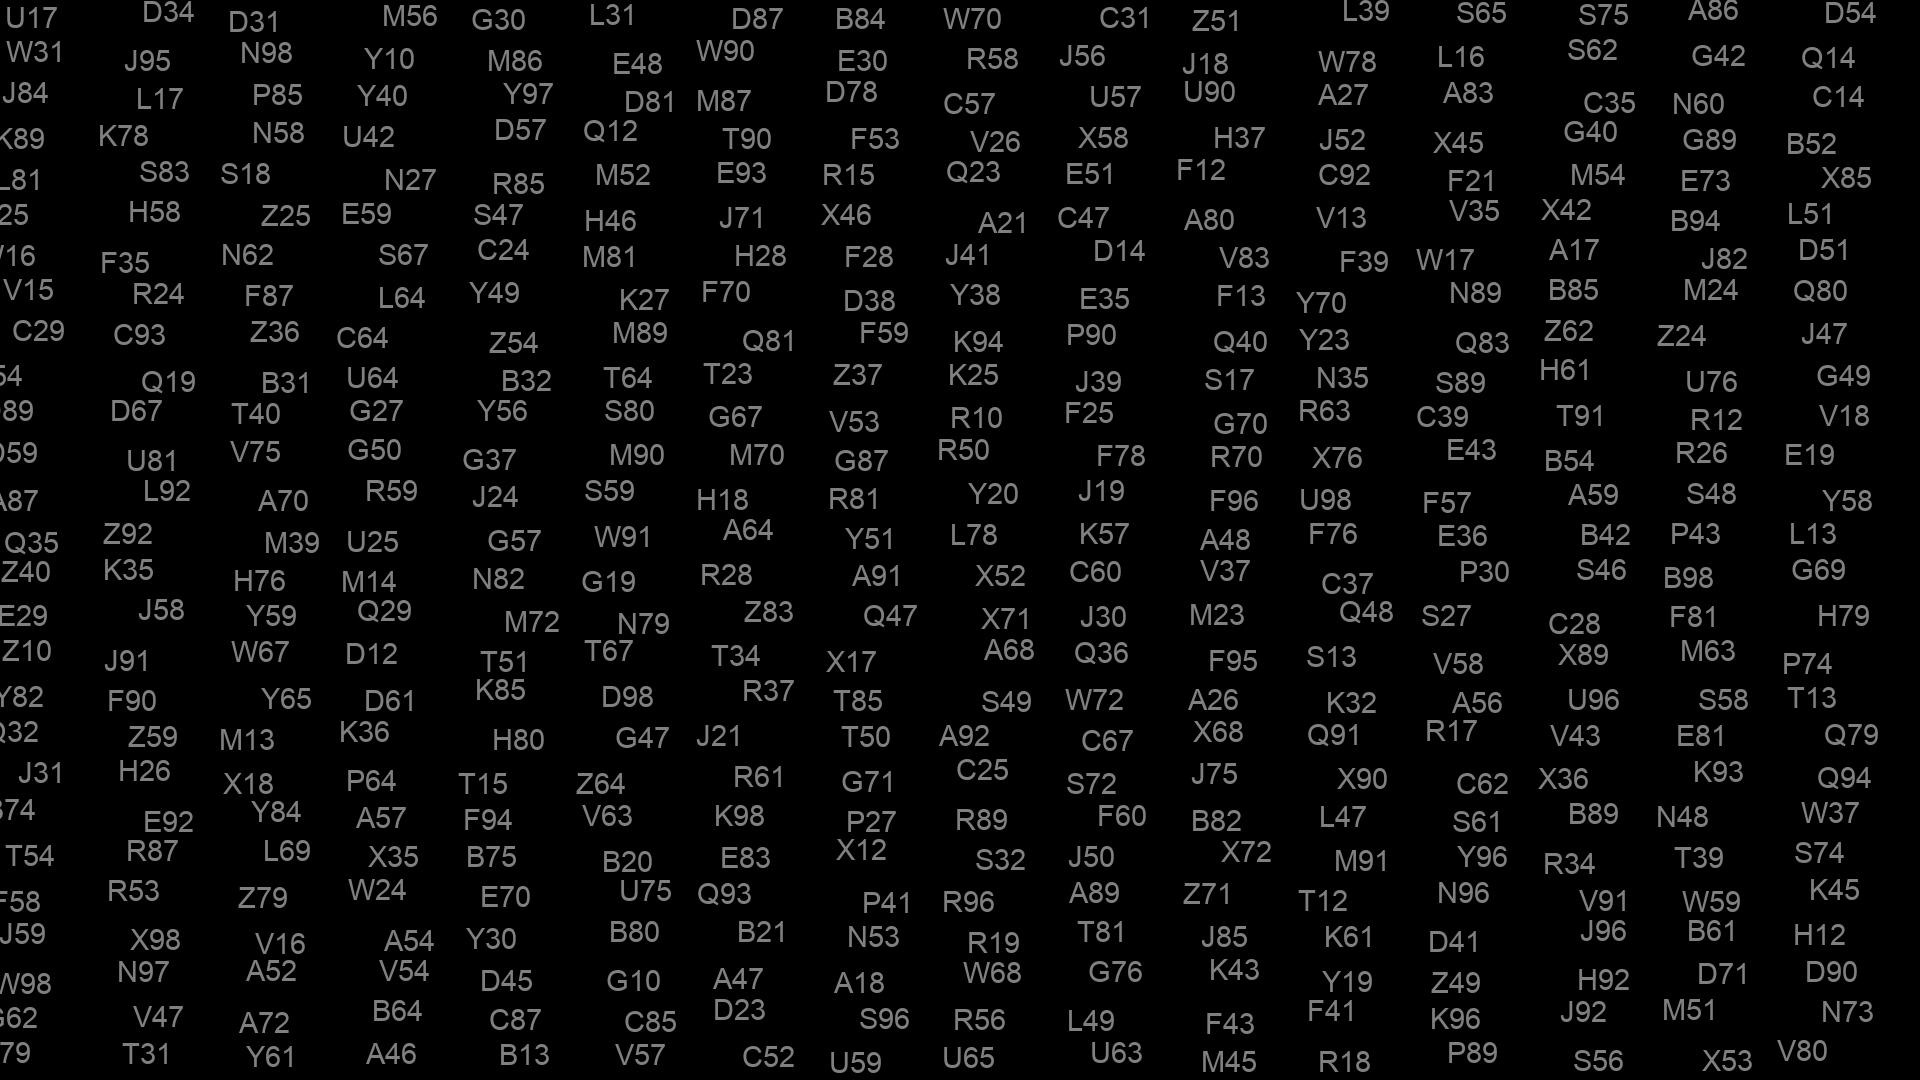 U17 D34 D31 M56 G30 L31 D87 B84 W70 C31 Z51 L39 S65 S75 A86 D54
W31 J95 N98 Y10 M86 E48 W90 E30 R58 J56 J18 W78 L16 S62 G42 Q14
J84 L17 P85 Y40 Y97 D81 M87 D78 C57 U57 U90 A27 A83 C35 N60 C14
K89 K78 N58 U42 D57 Q12 T90 F53 V26 X58 H37 J52 X45 G40 G89 B52
L81 S83 S18 N27 R85 M52 E93 R15 Q23 E51 F12 C92 F21 M54 E73 X85
25 H58 Z25 E59 S47 H46 J71 X46 A21 C47 A80 V13 V35 X42 B94 L51
16 F35 N62 S67 C24 M81 H28 F28 J41 D14 V83 F39 W17 A17 J82 D51
V15 R24 F87 L64 Y49 K27 F70 D38 Y38 E35 F13 Y70 N89 B85 M24 Q80
C29 C93 Z36 C64 Z54 M89 Q81 F59 K94 P90 Q40 Y23 Q83 Z62 Z24 J47
54 Q19 B31 U64 B32 T64 T23 Z37 K25 J39 S17 N35 S89 H61 U76 G49
89 D67 T40 G27 Y56 S80 G67 V53 R10 F25 G70 R63 C39 T91 R12 V18
59 U81 V75 G50 G37 M90 M70 G87 R50 F78 R70 X76 E43 B54 R26 E19
A87 L92 A70 R59 J24 S59 H18 R81 Y20 J19 F96 U98 F57 A59 S48 Y58
Q35 Z92 M39 U25 G57 W91 A64 Y51 L78 K57 A48 F76 E36 B42 P43 L13
Z40 K35 H76 M14 N82 G19 R28 A91 X52 C60 V37 C37 P30 S46 B98 G69
E29 J58 Y59 Q29 M72 N79 Z83 Q47 X71 J30 M23 Q48 S27 C28 F81 H79
Z10 J91 W67 D12 T51 T67 T34 X17 A68 Q36 F95 S13 V58 X89 M63 P74
Y82 F90 Y65 D61 K85 D98 R37 T85 S49 W72 A26 K32 A56 U96 S58 T13
Q32 Z59 M13 K36 H80 G47 J21 T50 A92 C67 X68 Q91 R17 V43 E81 Q79
J31 H26 X18 P64 T15 Z64 R61 G71 C25 S72 J75 X90 C62 X36 K93 Q94
74 E92 Y84 A57 F94 V63 K98 P27 R89 F60 B82 L47 S61 B89 N48 W37
T54 R87 L69 X35 B75 B20 E83 X12 S32 J50 X72 M91 Y96 R34 T39 S74
F58 R53 Z79 W24 E70 U75 Q93 P41 R96 A89 Z71 T12 N96 V91 W59 K45
J59 X98 V16 A54 Y30 B80 B21 N53 R19 T81 J85 K61 D41 J96 B61 H12
W98 N97 A52 V54 D45 G10 A47 A18 W68 G76 K43 Y19 Z49 H92 D71 D90
62 V47 A72 B64 C87 C85 D23 S96 R56 L49 F43 F41 K96 J92 M51 N73
79 T31 Y61 A46 B13 V57 C52 U59 U65 U63 M45 R18 P89 S56 X53 V80